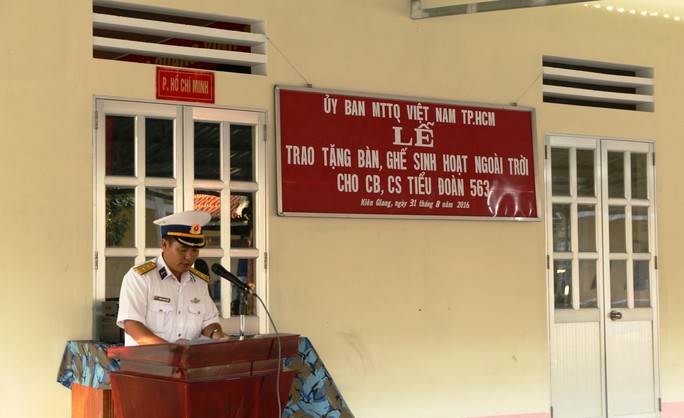 P. HỒ CHÍ MINH
ỦY BAN MTTQ VIỆT NAM TP.HCM
LỄ
TRAO TẶNG BÀN, GHẾ SINH HOẠT NGOÀI TRỜI
CHO CB, CS TIỂU ĐOÀN 563
Kiên Giang, ngày 31 tháng 8 năm 2016